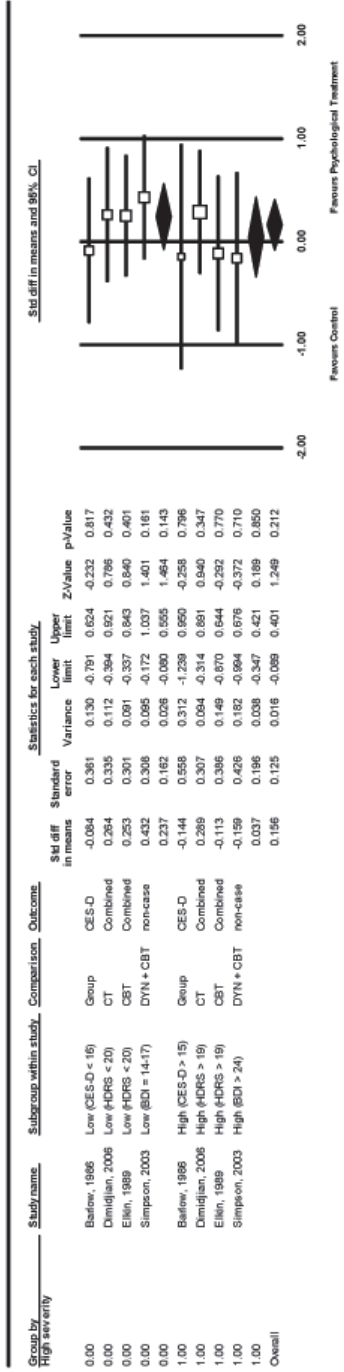 Group by High severity Study name Subgroup within study Comparison Outcome Statistics for each study Std diff in means and 95% CI
Std diff in means Standard error Variance Lower limit Upper limit Z-Value p-Value
0.00 Barlow, 1986 Low (CES-D < 16) Group CES-D -0.084 0.361 0.130 -0.791 0.624 -0.232 0.817
0.00 Dimidjian, 2006 Low (HDRS < 20) CT Combined 0.264 0.335 0.112 -0.394 0.921 0.786 0.432
0.00 Elkin, 1989 Low (HDRS < 20) CBT Combined 0.253 0.301 0.091 -0.337 0.843 0.840 0.401
0.00 Simpson, 2003 Low (BDI = 14-17) DYN + CBT non-case 0.432 0.308 0.095 -0.172 1.037 1.401 0.161
0.00 0.237 0.162 0.026 -0.080 0.555 1.464 0.143
1.00 Barlow, 1986 High (CES-D > 15) Group CES-D -0.144 0.558 0.312 -1.239 0.950 -0.258 0.796
1.00 Dimidjian, 2006 High (HDRS > 19) CT Combined 0.289 0.307 0.094 -0.314 0.891 0.940 0.347
1.00 Elkin, 1989 High (HDRS > 19) CBT Combined -0.113 0.386 0.149 -0.870 0.644 -0.292 0.770
1.00 Simpson, 2003 High (BDI > 24) DYN + CBT non-case -0.159 0.426 0.182 -0.994 0.676 -0.372 0.710
1.00 0.037 0.196 0.038 -0.347 0.421 0.189 0.850
Overall 0.156 0.125 0.016 -0.089 0.401 1.249 0.212
-2.00 -1.00 0.00 1.00 2.00
Favours Control Favours Psychological Treatment